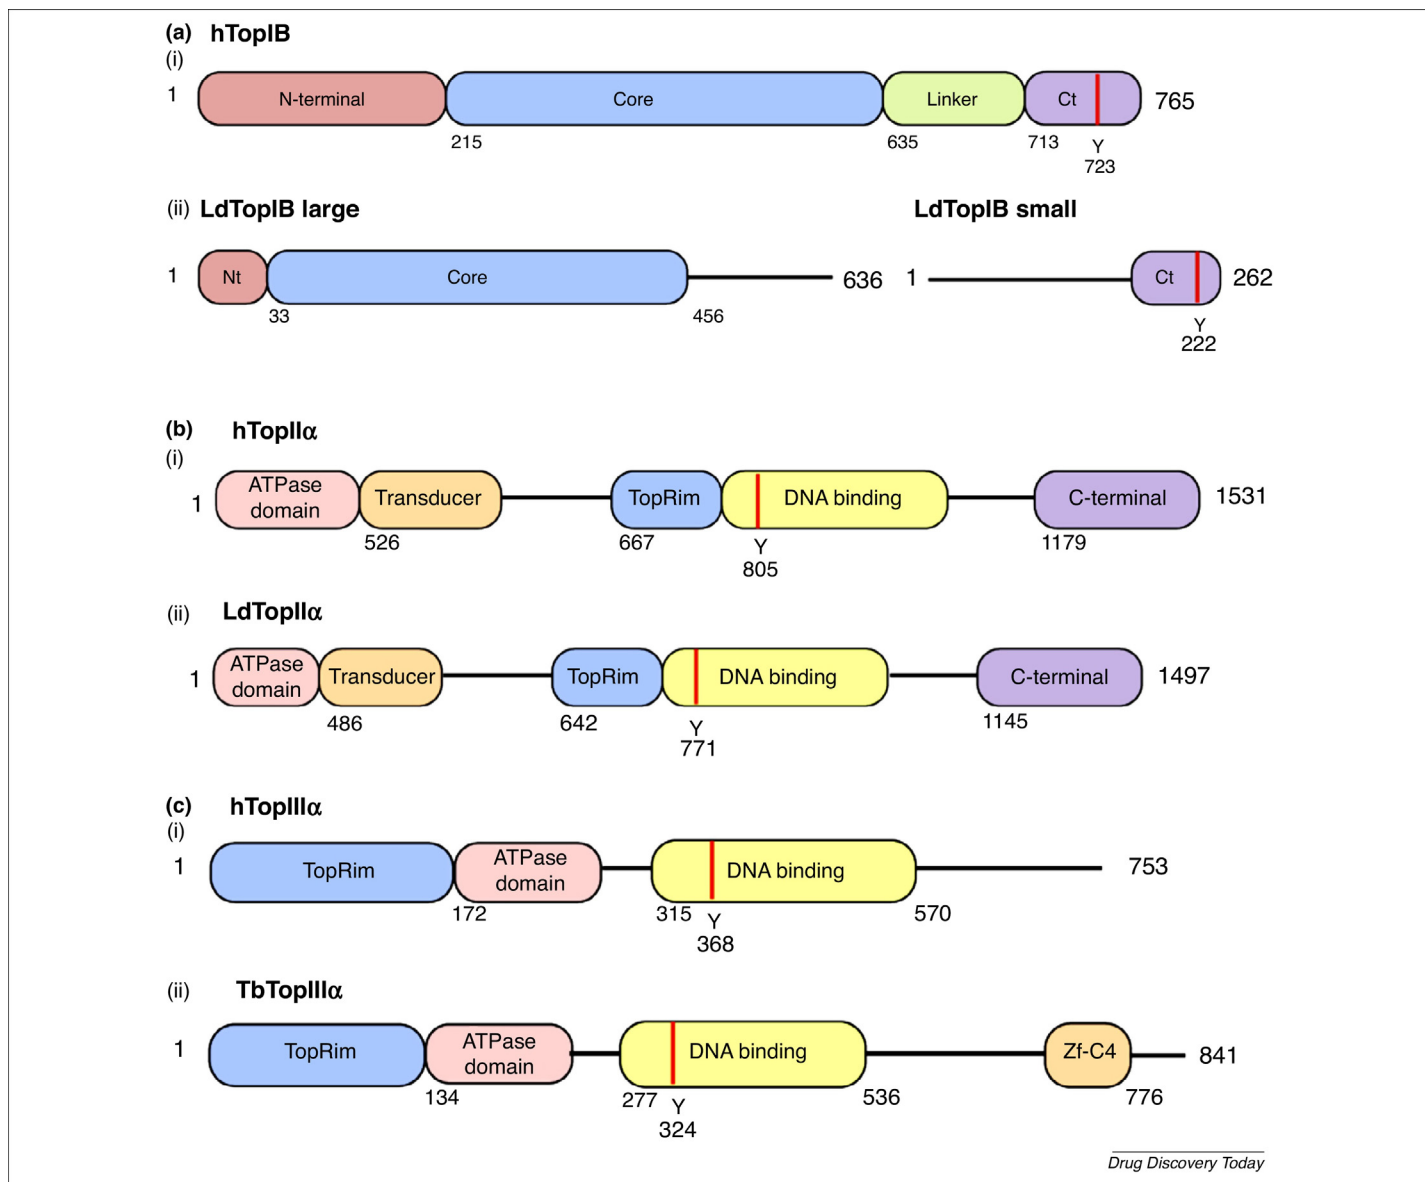 (a) hTopIB
(i)
1 N-terminal Core Linker Ct 765
215 635 713 Y
723
(ii) LdTopIB large LdTopIB small
1 Nt Core 636 1 Ct 262
33 456 Y
222
(b) hTopIIα
(i)
1 ATPase domain Transducer TopRim DNA binding C-terminal 1531
526 667 Y 1179
805
(ii) LdTopIIα
1 ATPase domain Transducer TopRim DNA binding C-terminal 1497
486 642 Y 1145
771
(c) hTopIIIα
(i)
1 TopRim ATPase domain DNA binding 753
172 315 Y 570
368
(ii) TbTopIIIα
1 TopRim ATPase domain DNA binding Zf-C4 841
134 277 Y 536 776
324
Drug Discovery Today